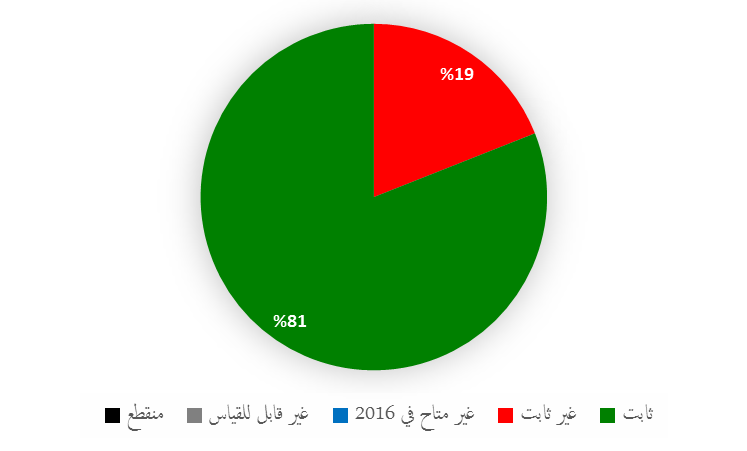 %19
%81
ثابت
غير ثابت
غير متاح في 2016
غير قابل للقياس
منقطع